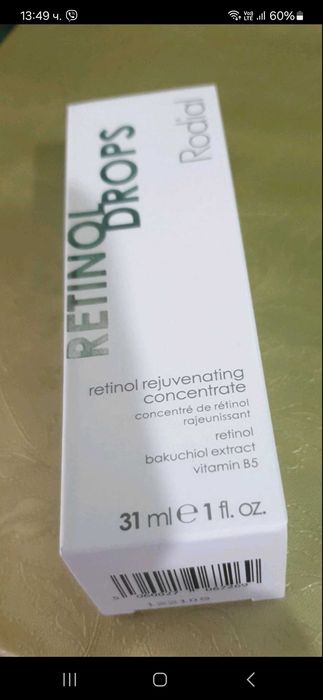 13:49 ч.
60%
Rodial
RETINOL
DROPS
retinol rejuvenating
concentrate
concentré de rétinol
rajeunissant
retinol
bakuchiol extract
vitamin B5
31 ml e 1 fl. oz.